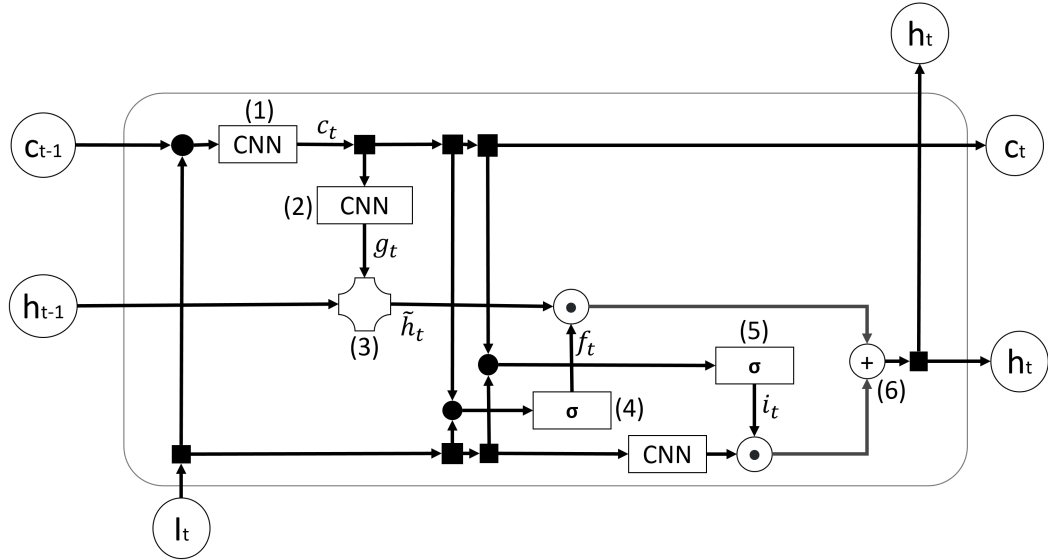 ht
(1)
ct
ct-1
CNN
ct
(2)
CNN
gt
ht-1
h̃t
(3)
ft
(5)
σ
+
ht
(6)
σ
(4)
it
CNN
It